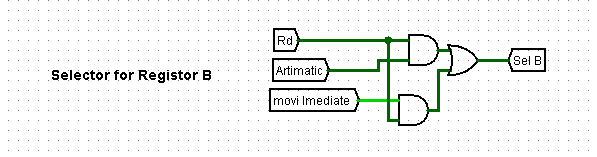 Rd
Artimatic
Sel B
Selector for Registor B
movi Imediate